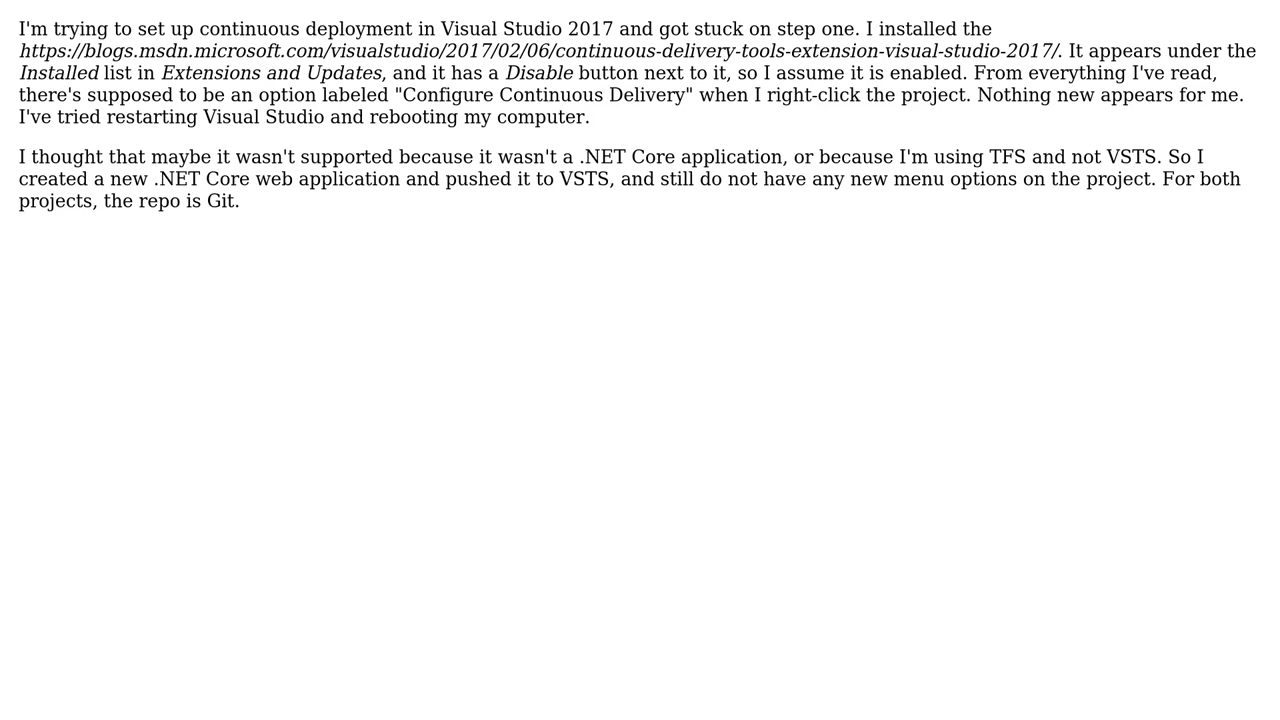 I'm trying to set up continuous deployment in Visual Studio 2017 and got stuck on step one. I installed the
https://blogs.msdn.microsoft.com/visualstudio/2017/02/06/continuous-delivery-tools-extension-visual-studio-2017/. It appears under the
Installed list in Extensions and Updates, and it has a Disable button next to it, so I assume it is enabled. From everything I've read,
there's supposed to be an option labeled "Configure Continuous Delivery" when I right-click the project. Nothing new appears for me.
I've tried restarting Visual Studio and rebooting my computer.
I thought that maybe it wasn't supported because it wasn't a .NET Core application, or because I'm using TFS and not VSTS. So I
created a new .NET Core web application and pushed it to VSTS, and still do not have any new menu options on the project. For both
projects, the repo is Git.